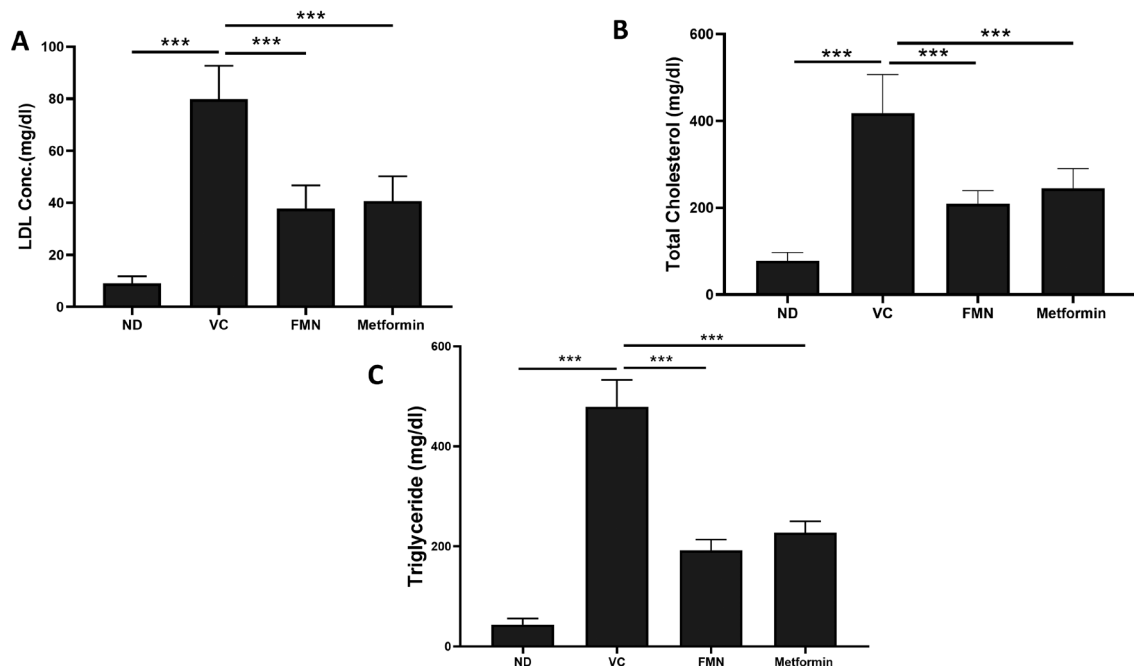 A
LDL Conc.(mg/dl)
100
80
60
40
20
0
***
***
***
ND VC FMN Metformin
B
Total Cholesterol (mg/dl)
600
400
200
0
***
***
***
ND VC FMN Metformin
C
Triglyceride (mg/dl)
600
400
200
0
***
***
***
ND VC FMN Metformin